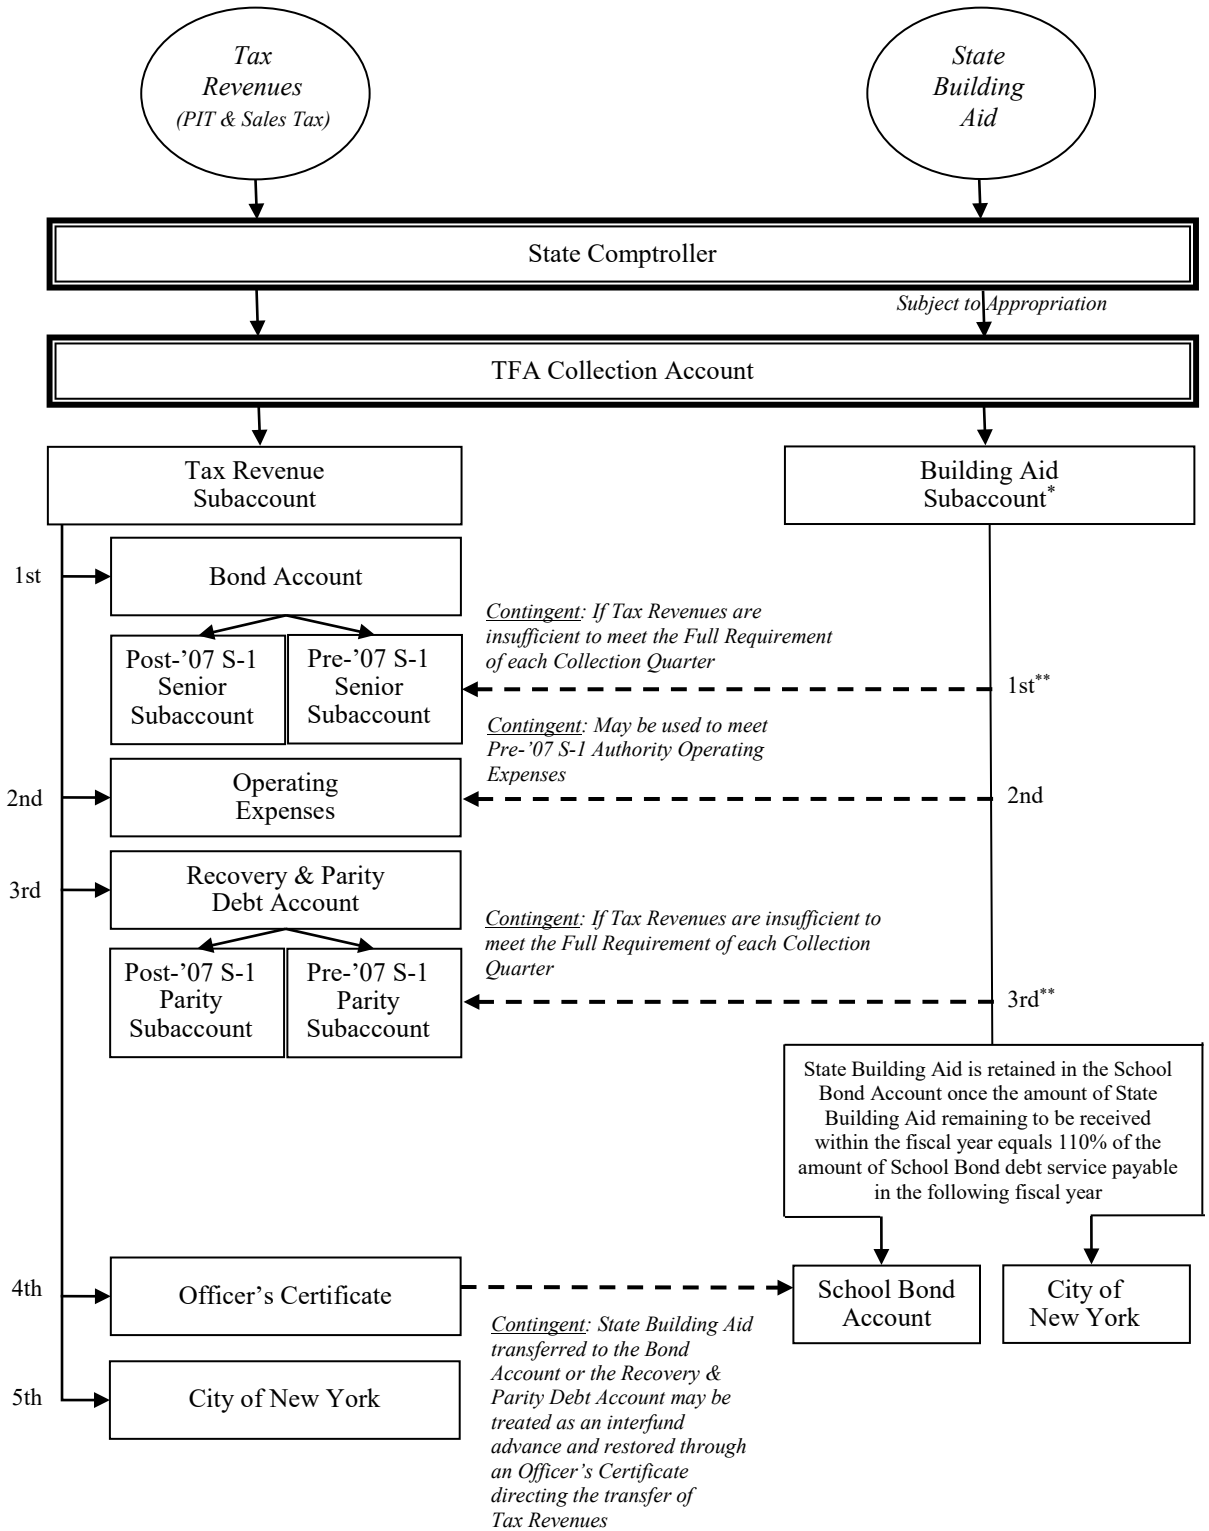 Tax
Revenues
(PIT & Sales Tax)
State
Building
Aid
State Comptroller
Subject to Appropriation
TFA Collection Account
Tax Revenue
Subaccount
Building Aid
Subaccount*
1st
Bond Account
Contingent: If Tax Revenues are
insufficient to meet the Full Requirement
of each Collection Quarter
Post-’07 S-1
Senior
Subaccount
Pre-’07 S-1
Senior
Subaccount
1st**
Contingent: May be used to meet
Pre-’07 S-1 Authority Operating
Expenses
2nd
Operating
Expenses
2nd
3rd
Recovery & Parity
Debt Account
Contingent: If Tax Revenues are insufficient to
meet the Full Requirement of each Collection
Quarter
Post-’07 S-1
Parity
Subaccount
Pre-’07 S-1
Parity
Subaccount
3rd**
State Building Aid is retained in the School
Bond Account once the amount of State
Building Aid remaining to be received
within the fiscal year equals 110% of the
amount of School Bond debt service payable
in the following fiscal year
4th
Officer’s Certificate
School Bond
Account
City of
New York
Contingent: State Building Aid
transferred to the Bond
Account or the Recovery &
Parity Debt Account may be
treated as an interfund
advance and restored through
an Officer’s Certificate
directing the transfer of
Tax Revenues
5th
City of New York